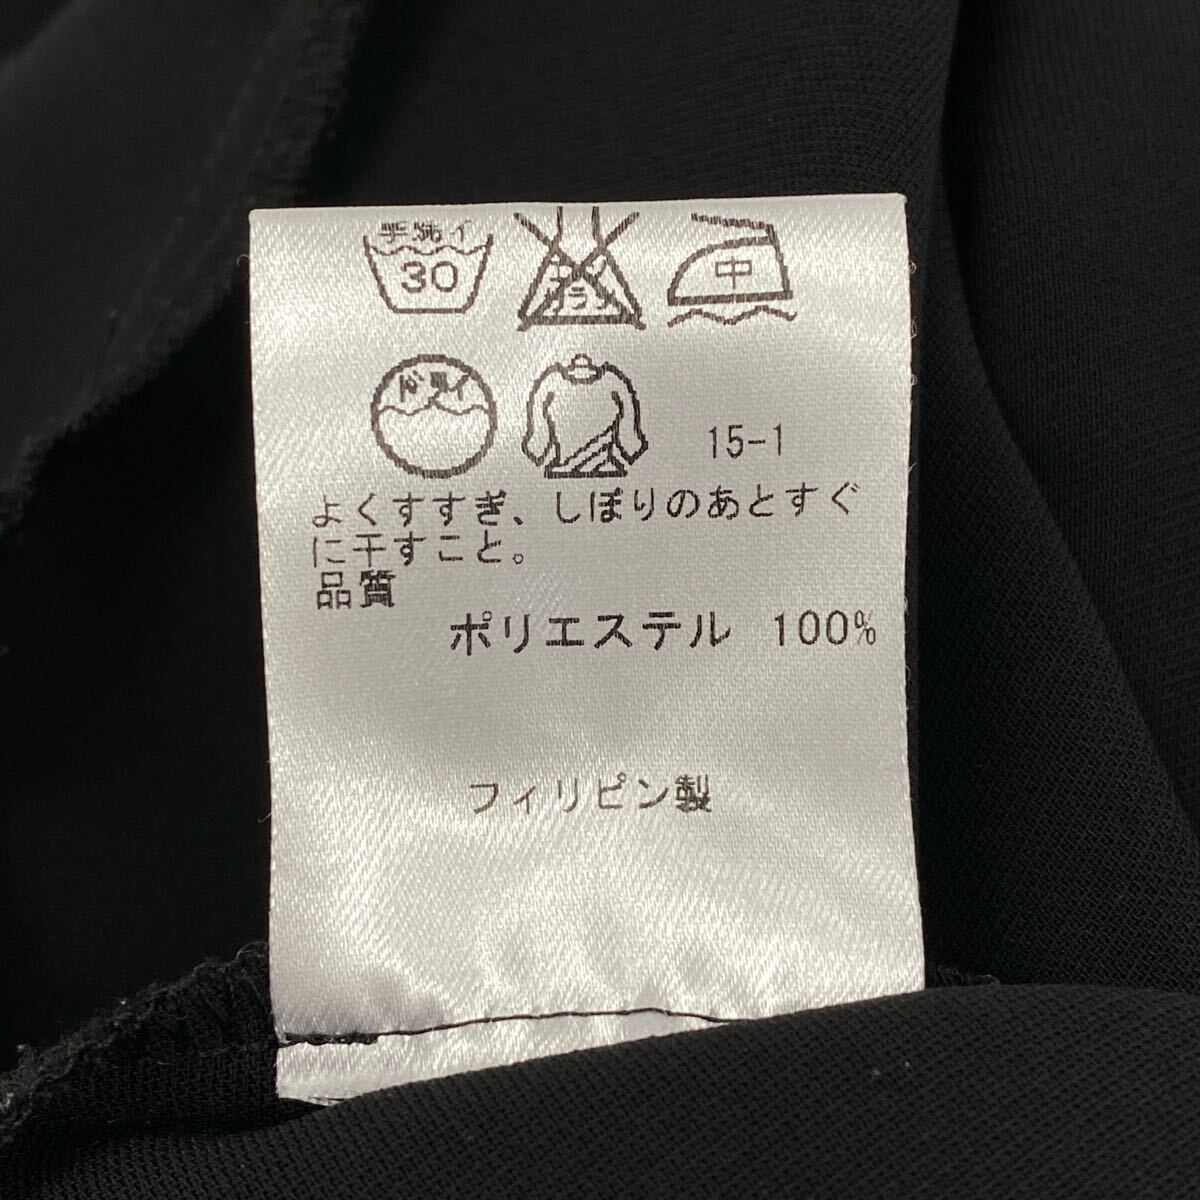 手洗イ
30
エンソ
サラシ
中
ドライ
15-1
よくすすぎ、しぼりのあとすぐ
に干すこと。
品質
ポリエステル 100%
フィリピン製